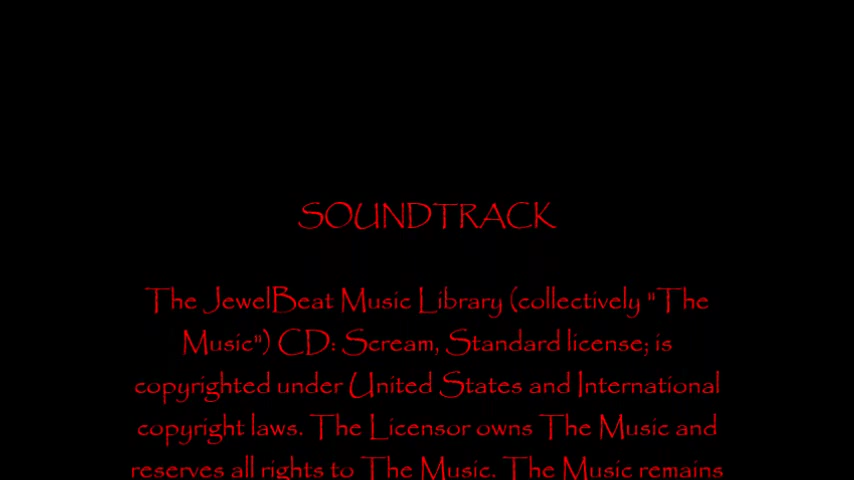 SOUNDTRACK
The JewelBeat Music Library (collectively "The
Music") CD: Scream, Standard license; is
copyrighted under United States and International
copyright laws. The Licensor owns The Music and
reserves all rights to The Music. The Music remains